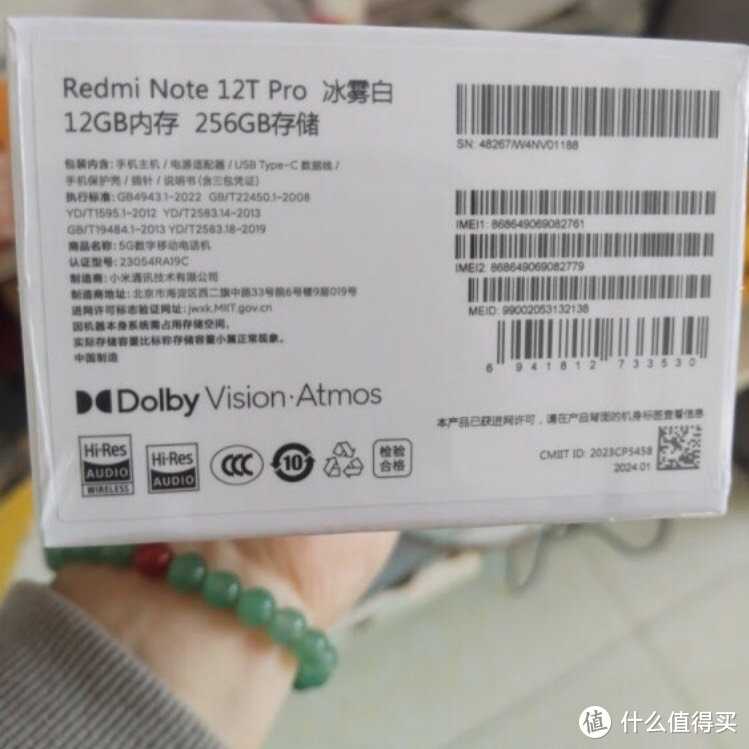 Redmi Note 12T Pro 冰雾白
12GB内存 256GB存储
包装内含: 手机主机 / 电源适配器 / USB Type-C 数据线 /
手机保护壳 / 插针 / 说明书(含三包凭证)
执行标准: GB4943.1-2022 GB/T22450.1-2008
YD/T1595.1-2012 YD/T2583.14-2013
GB/T19484.1-2013 YD/T2583.18-2019
商品名称: 5G数字移动电话机
认证型号: 23054RA19C
制造商: 小米通讯技术有限公司
制造商地址: 北京市海淀区西二旗中路33号院6号楼9层019号
进网许可标志验证网址: jwxk.MIIT.gov.cn
因机器本身系统需占用存储空间,
实际存储容量比标称存储容量小属正常现象。
中国制造
Dolby Vision·Atmos
Hi-Res
AUDIO
WIRELESS
Hi-Res
AUDIO
CCC
10
检验
合格
SN: 48267/W4NV01188
IMEI1: 868649069082761
IMEI2: 868649069082779
MEID: 99002053132138
6 941812 733530
本产品已获进网许可, 请在产品背面的机身标签查看信息
CMIIT ID: 2023CP5458
2024.01
值 什么值得买